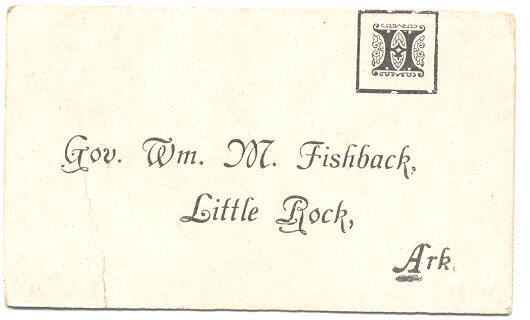 H
Gov. Wm. M. Fishback,
Little Rock,
Ark.